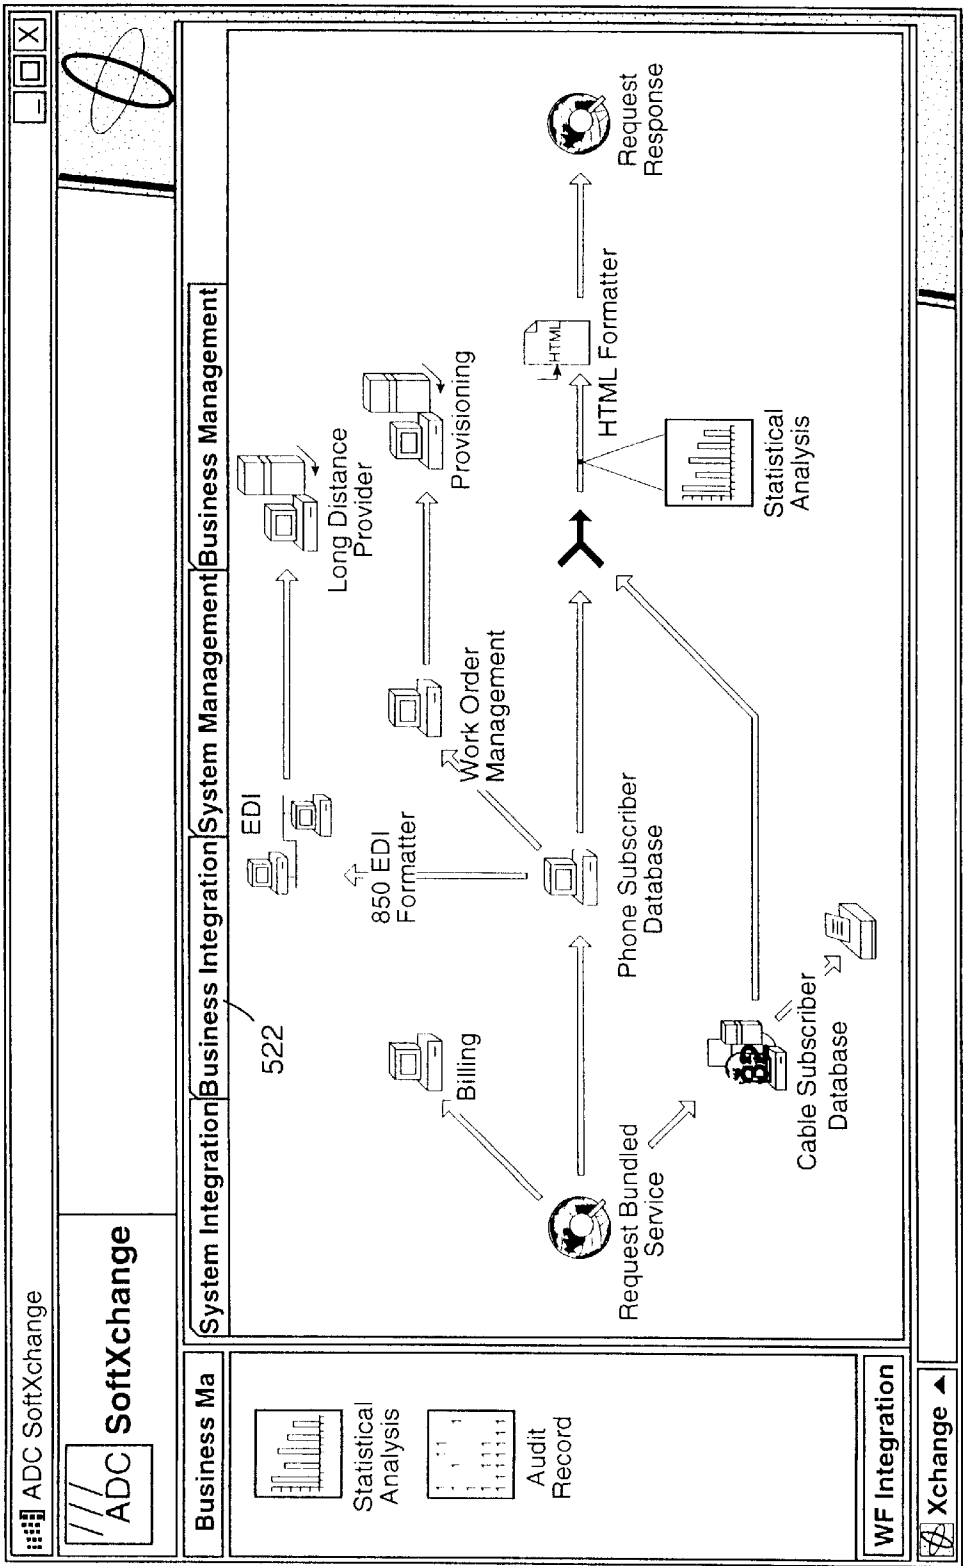 ADC SoftXchange
_ X
ADC SoftXchange
Business Ma
System Integration
Business Integration
System Management
Business Management
522
Statistical
Analysis
Audit
Record
WF Integration
EDI
Long Distance
Provider
850 EDI
Formatter
Billing
Work Order
Management
Provisioning
Request Bundled
Service
Phone Subscriber
Database
HTML
HTML Formatter
Request
Response
Statistical
Analysis
Cable Subscriber
Database
Xchange